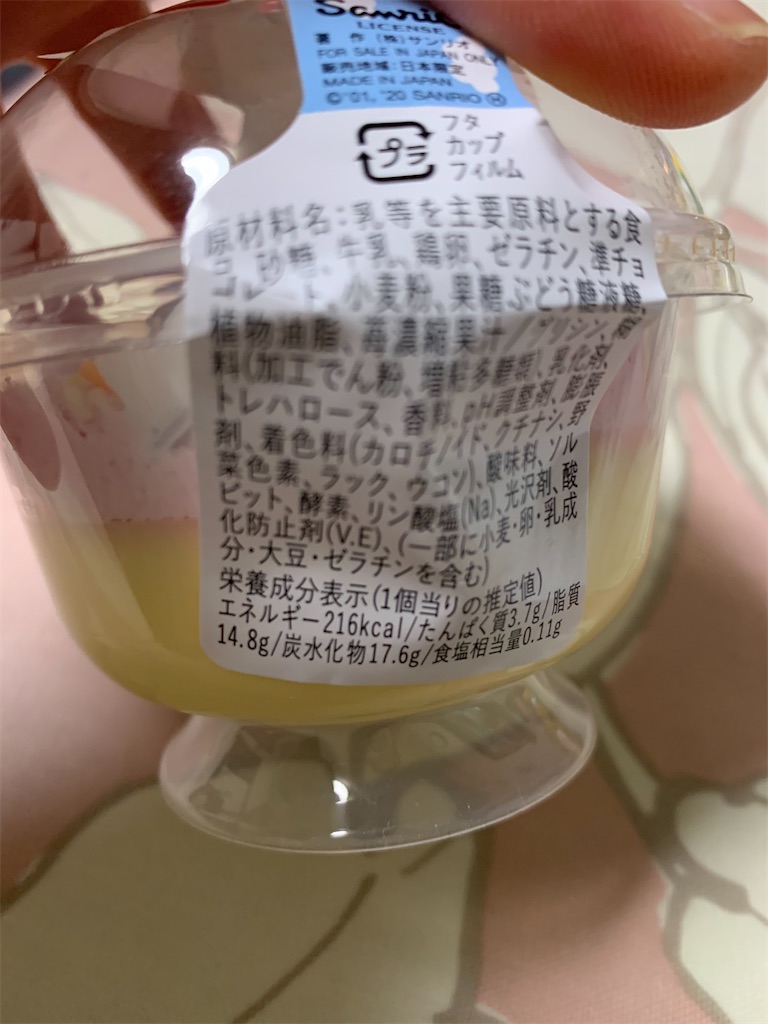 Sanrio
LICENSE
著 作 (株)サンリオ
FOR SALE IN JAPAN ONLY
販売地域:日本限定
MADE IN JAPAN
©'01, '20 SANRIO ®
プラ
フタ
カップ
フィルム
原材料名:乳等を主要原料とする食
品、砂糖、牛乳、鶏卵、ゼラチン、準チョ
コレート、小麦粉、果糖ぶどう糖液糖、
植物油脂、苺濃縮果汁/グリシン、
料(加工でん粉、増粘多糖類)、乳化剤、
トレハロース、香料、pH調整剤、膨脹
剤、着色料(カロチノイド、クチナシ、野
菜色素、ラック、ウコン)、酸味料、ソル
ビット、酵素、リン酸塩(Na)、光沢剤、酸
化防止剤(V.E)、(一部に小麦・卵・乳成
分・大豆・ゼラチンを含む)
栄養成分表示(1個当りの推定値)
エネルギー216kcal/たんぱく質3.7g/脂質
14.8g/炭水化物17.6g/食塩相当量0.11g